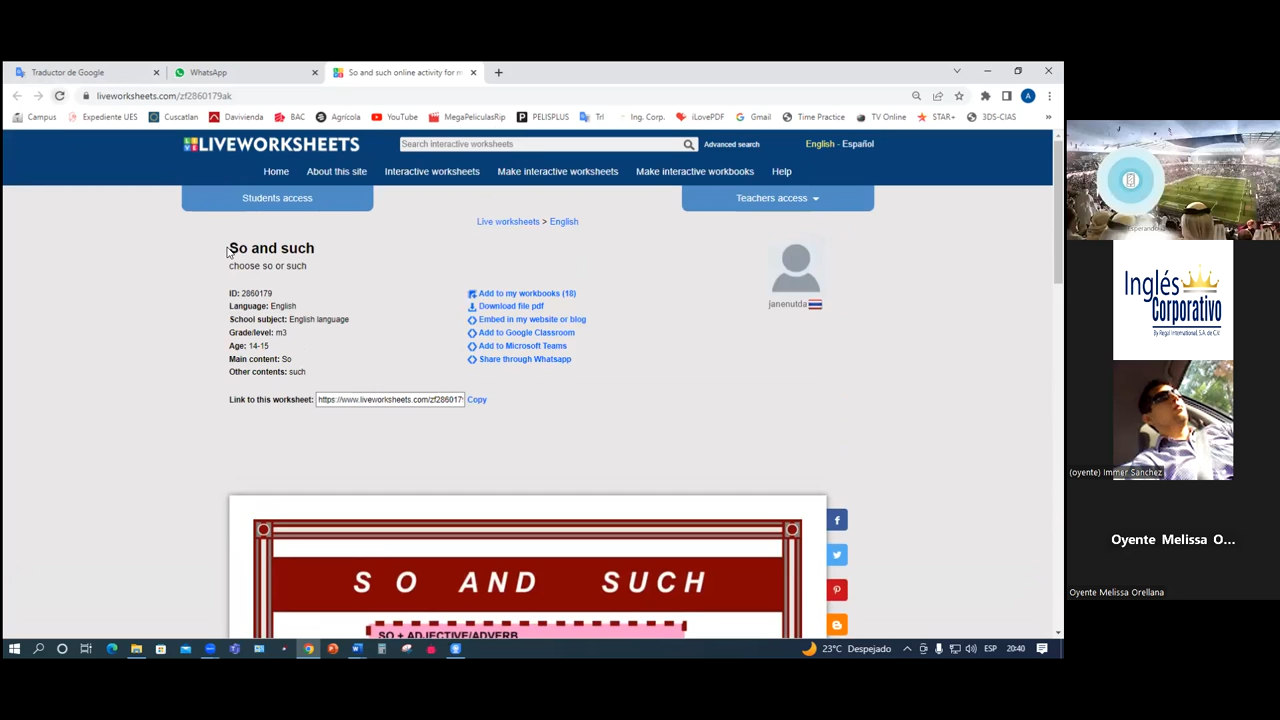 Traductor de Google
WhatsApp
So and such online activity for m
liveworksheets.com/zf2860179ak
Campus
Expediente UES
Cuscatlan
Davivienda
BAC
Agrícola
YouTube
MegaPeliculasRip
PELISPLUS
Trl
Ing. Corp.
iLovePDF
Gmail
Time Practice
TV Online
STAR+
3DS-CIAS
LIVEWORKSHEETS
Search interactive worksheets
Advanced search
English - Español
Home
About this site
Interactive worksheets
Make interactive worksheets
Make interactive workbooks
Help
Students access
Teachers access
Live worksheets > English
So and such
choose so or such
janenutda
ID: 2860179
Language: English
School subject: English language
Grade/level: m3
Age: 14-15
Main content: So
Other contents: such
Add to my workbooks (18)
Download file pdf
Embed in my website or blog
Add to Google Classroom
Add to Microsoft Teams
Share through Whatsapp
Link to this worksheet: https://www.liveworksheets.com/zf286017
Copy
SO AND SUCH
SO + ADJECTIVE/ADVERB
23°C Despejado
ESP
20:40
Inglés
Corporativo
By Regal International, S.A. de C.V.
(oyente) Immer Sanchez
Oyente Melissa O...
Oyente Melissa Orellana